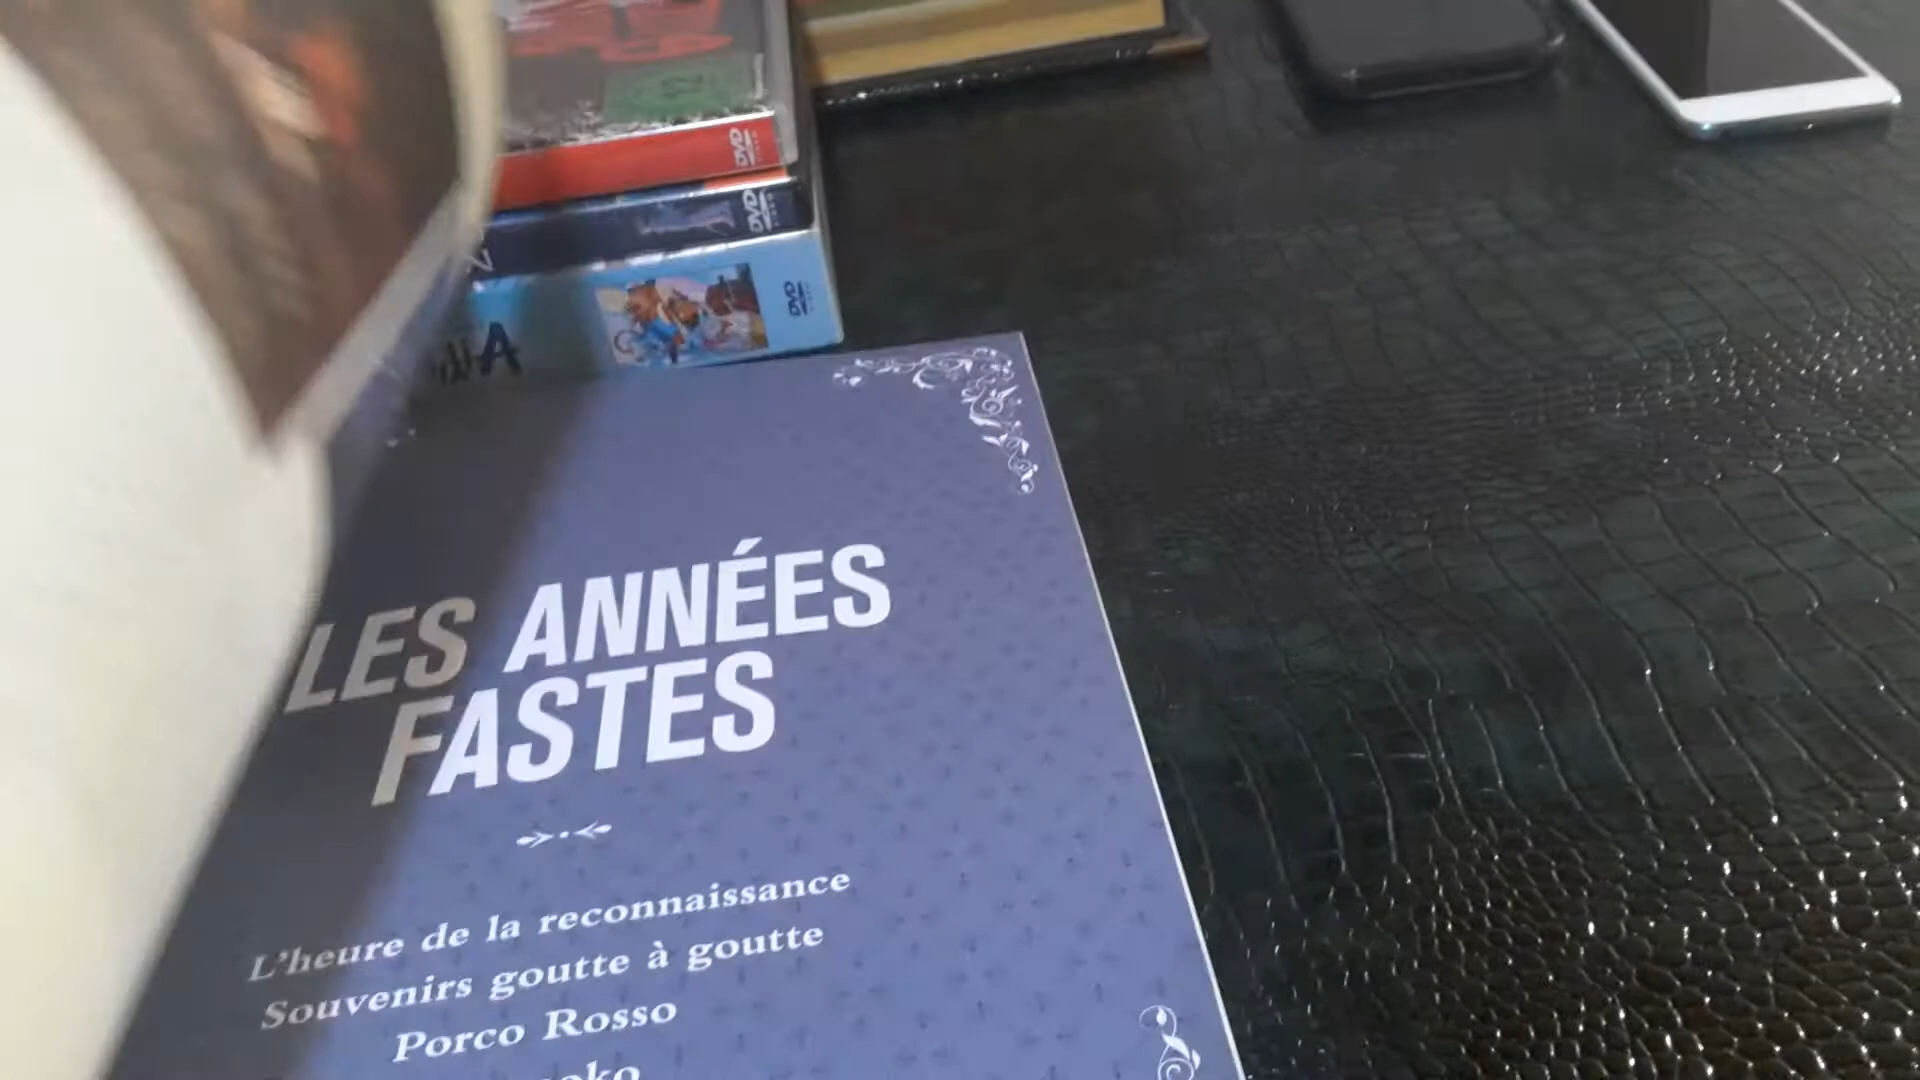 DVD
DVD
DVD
LES ANNÉES
FASTES
L'heure de la reconnaissance
Souvenirs goutte à goutte
Porco Rosso